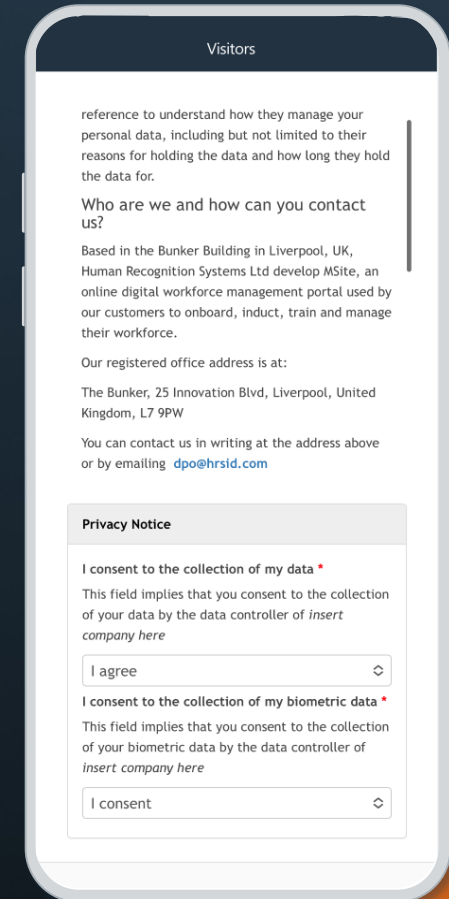 Visitors
reference to understand how they manage your
personal data, including but not limited to their
reasons for holding the data and how long they hold
the data for.
Who are we and how can you contact
us?
Based in the Bunker Building in Liverpool, UK,
Human Recognition Systems Ltd develop MSite, an
online digital workforce management portal used by
our customers to onboard, induct, train and manage
their workforce.
Our registered office address is at:
The Bunker, 25 Innovation Blvd, Liverpool, United
Kingdom, L7 9PW
You can contact us in writing at the address above
or by emailing dpo@hrsid.com
Privacy Notice
I consent to the collection of my data *
This field implies that you consent to the collection
of your data by the data controller of insert
company here
I agree
I consent to the collection of my biometric data *
This field implies that you consent to the collection
of your biometric data by the data controller of
insert company here
I consent